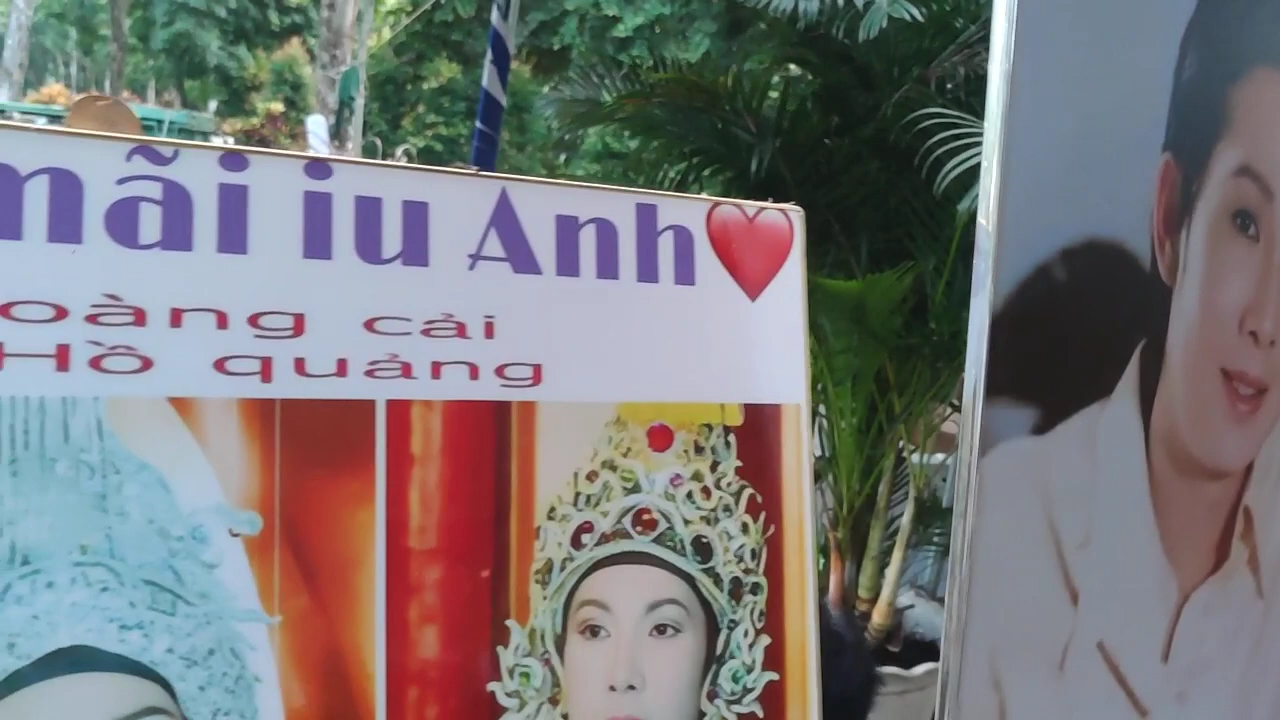 mãi iu Anh❤
oàng cải
Hồ quảng